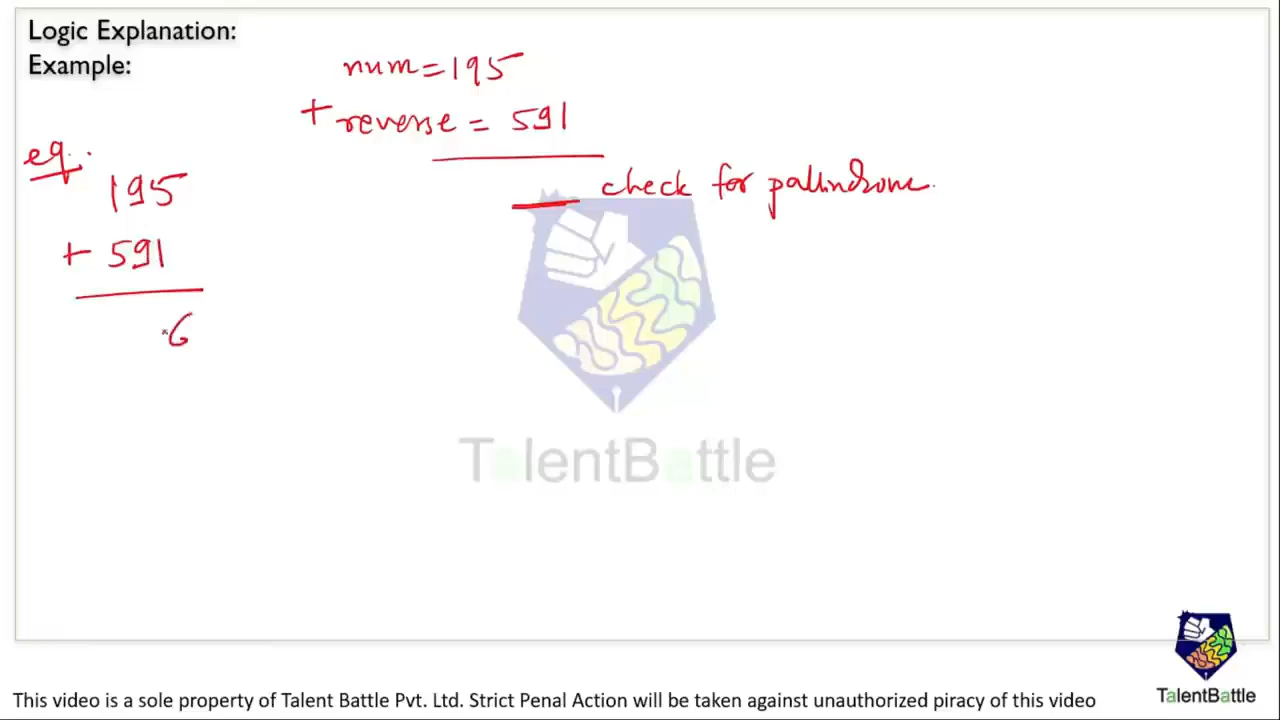 Logic Explanation:
Example:
num = 195
+ reverse = 591
check for pallindrome.
eg.
195
+ 591
6
TalentBattle
TalentBattle
This video is a sole property of Talent Battle Pvt. Ltd. Strict Penal Action will be taken against unauthorized piracy of this video